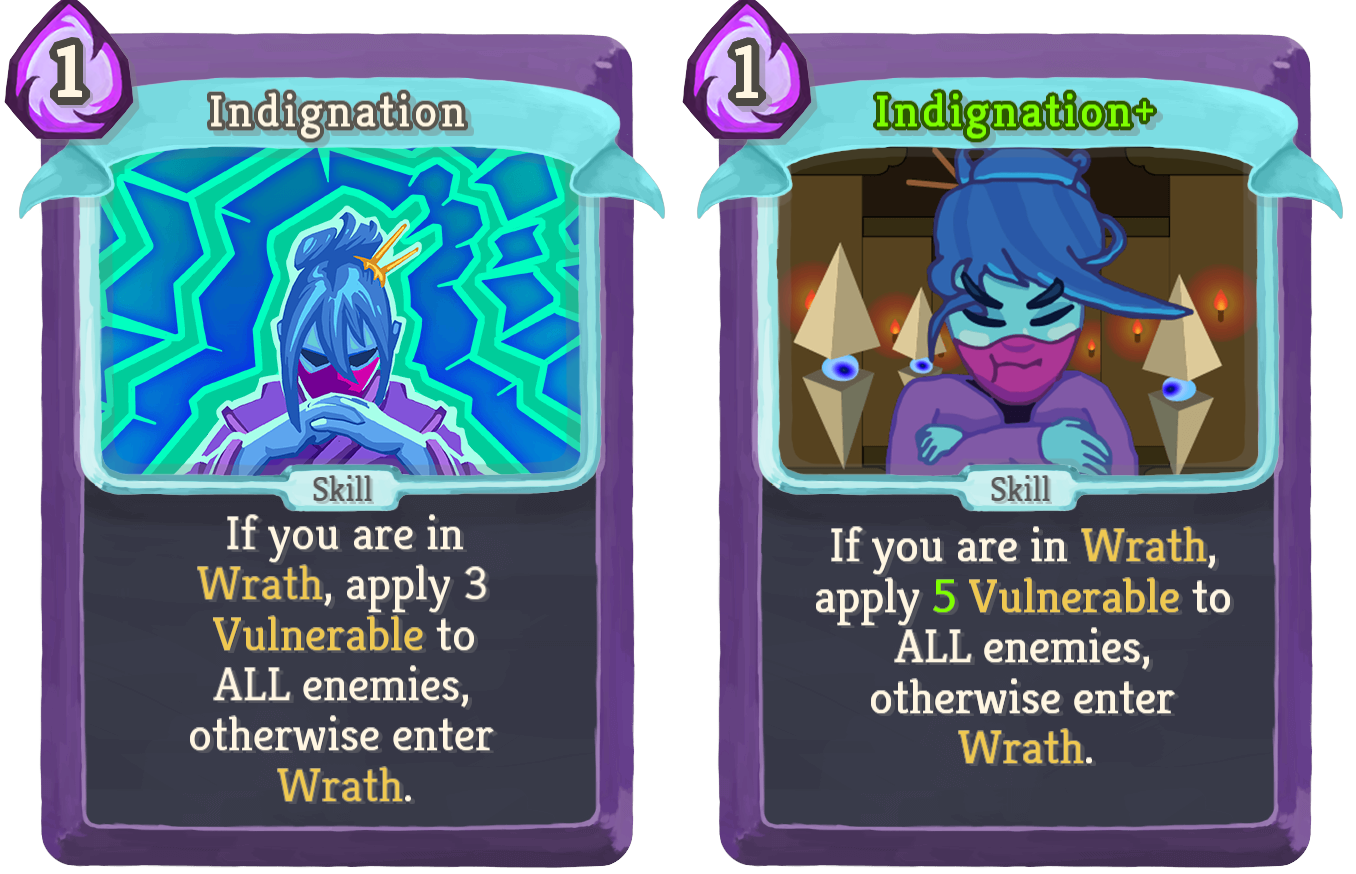 1
Indignation
Skill
If you are in
Wrath, apply 3
Vulnerable to
ALL enemies,
otherwise enter
Wrath.
1
Indignation+
Skill
If you are in Wrath,
apply 5 Vulnerable to
ALL enemies,
otherwise enter
Wrath.